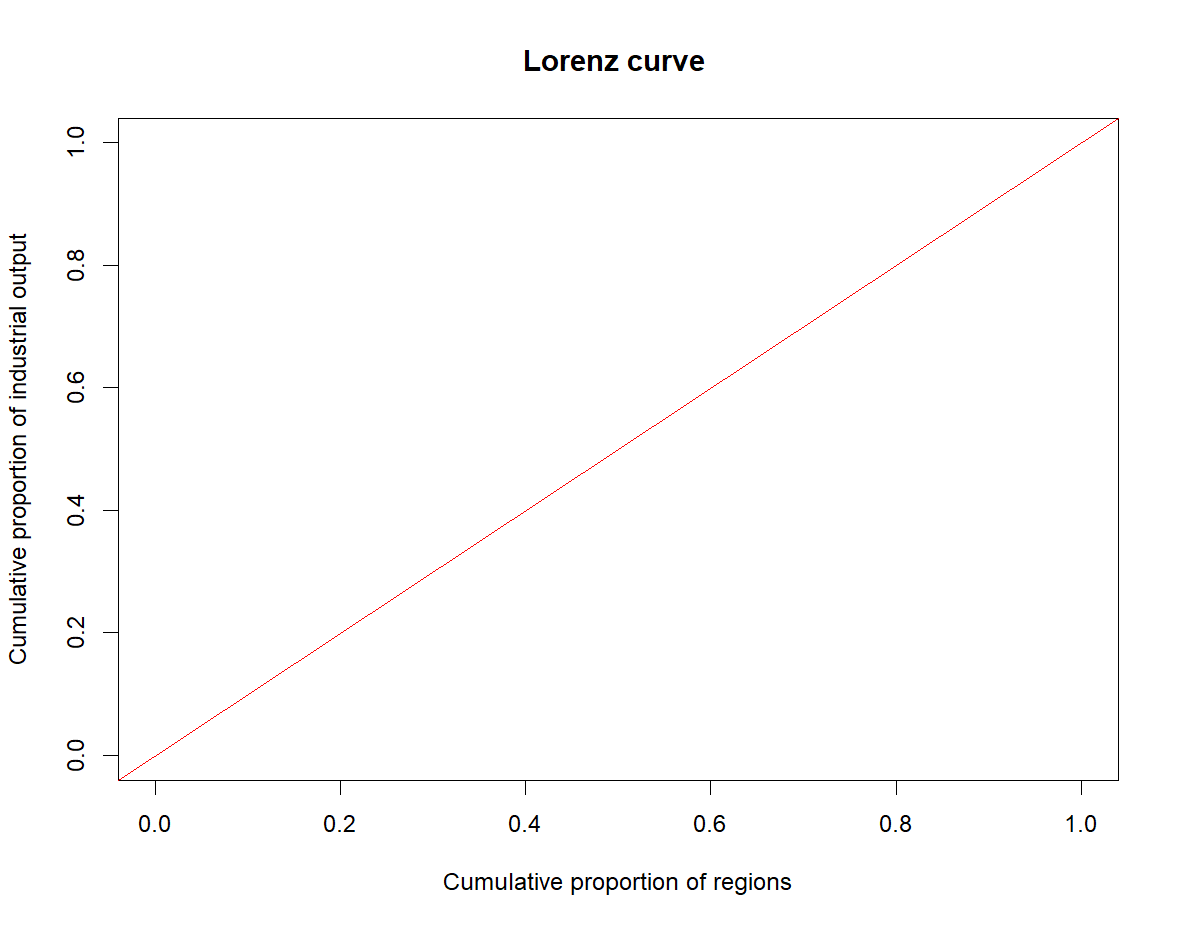 Lorenz curve
Cumulative proportion of industrial output
1.0
0.8
0.6
0.4
0.2
0.0
0.0 0.2 0.4 0.6 0.8 1.0
Cumulative proportion of regions